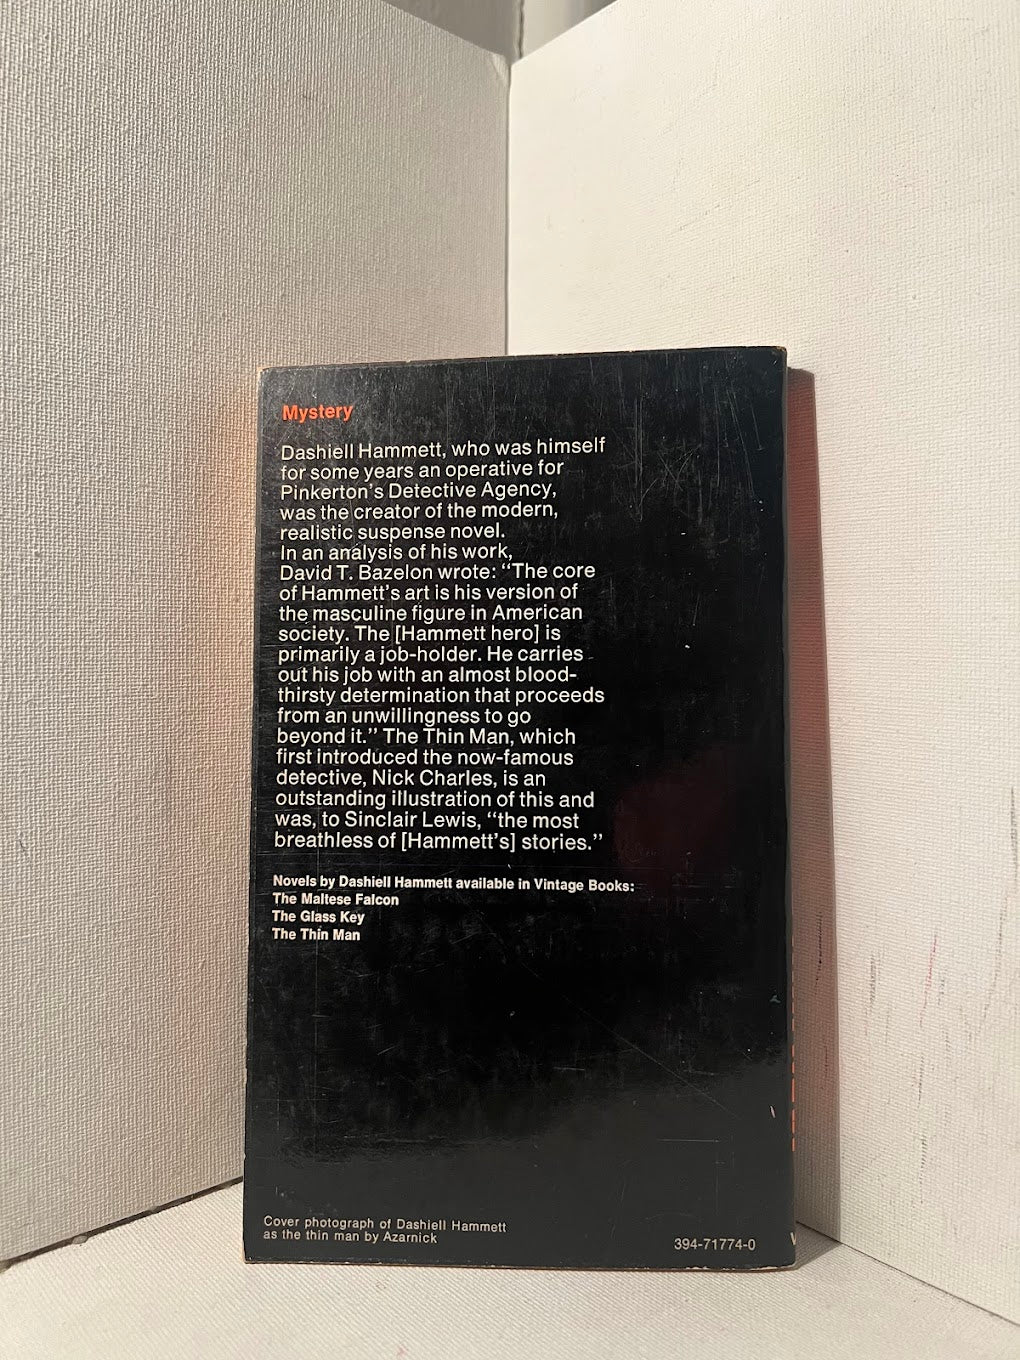 Mystery
Dashiell Hammett, who was himself
for some years an operative for
Pinkerton's Detective Agency,
was the creator of the modern,
realistic suspense novel.
In an analysis of his work,
David T. Bazelon wrote: “The core
of Hammett's art is his version of
the masculine figure in American
society. The [Hammett hero] is
primarily a job-holder. He carries
out his job with an almost blood-
thirsty determination that proceeds
from an unwillingness to go
beyond it.” The Thin Man, which
first introduced the now-famous
detective, Nick Charles, is an
outstanding illustration of this and
was, to Sinclair Lewis, “the most
breathless of [Hammett's] stories.”
Novels by Dashiell Hammett available in Vintage Books:
The Maltese Falcon
The Glass Key
The Thin Man
Cover photograph of Dashiell Hammett
as the thin man by Azarnick
394-71774-0